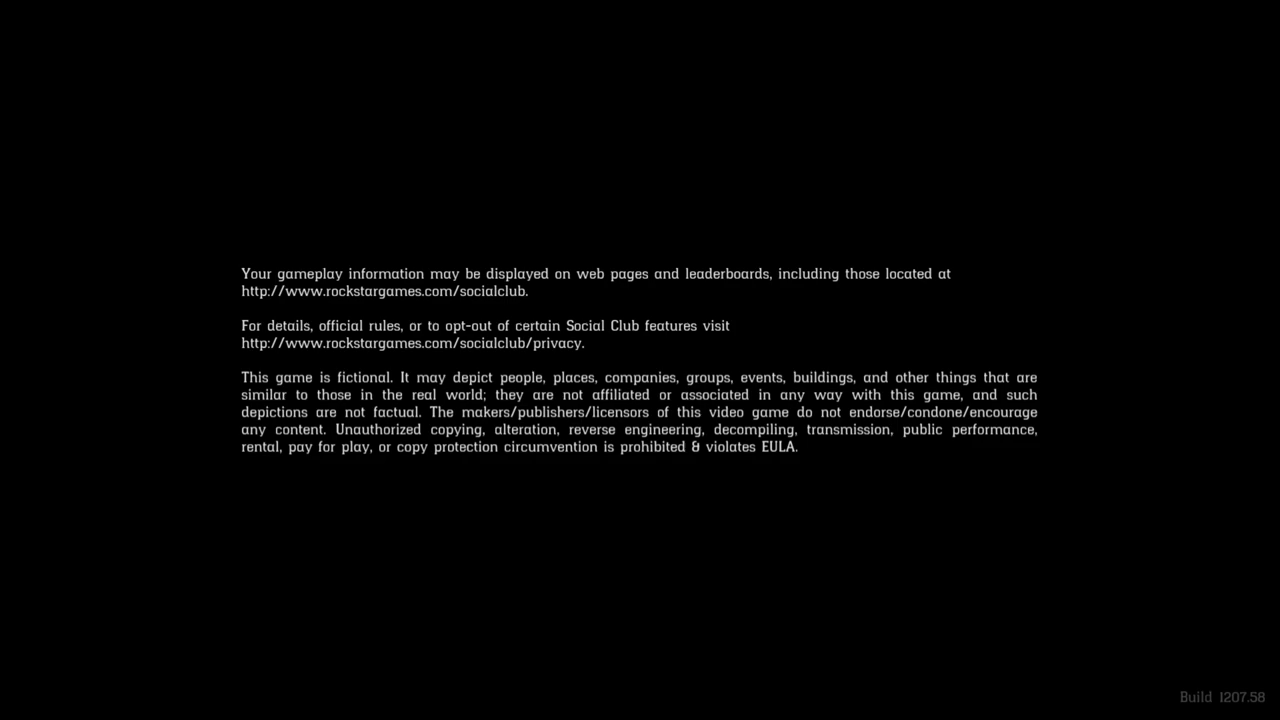 Your gameplay information may be displayed on web pages and leaderboards, including those located at
http://www.rockstargames.com/socialclub.
For details, official rules, or to opt-out of certain Social Club features visit
http://www.rockstargames.com/socialclub/privacy.
This game is fictional. It may depict people, places, companies, groups, events, buildings, and other things that are
similar to those in the real world; they are not affiliated or associated in any way with this game, and such
depictions are not factual. The makers/publishers/licensors of this video game do not endorse/condone/encourage
any content. Unauthorized copying, alteration, reverse engineering, decompiling, transmission, public performance,
rental, pay for play, or copy protection circumvention is prohibited & violates EULA.
Build 1207.58